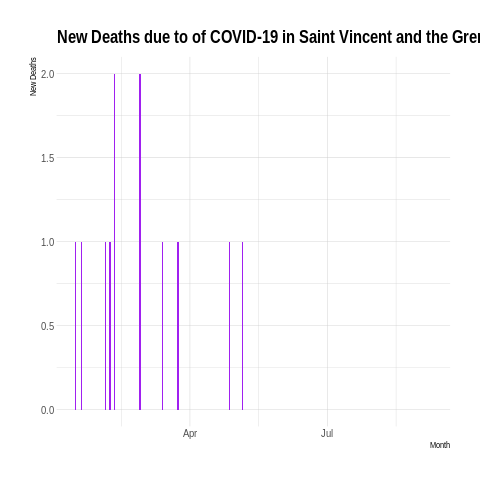 New Deaths due to of COVID-19 in Saint Vincent and the Gren
New Deaths
2.0
1.5
1.0
0.5
0.0
Apr Jul
Month